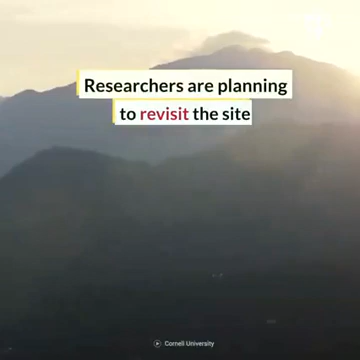 Researchers are planning
to revisit the site
Cornell University